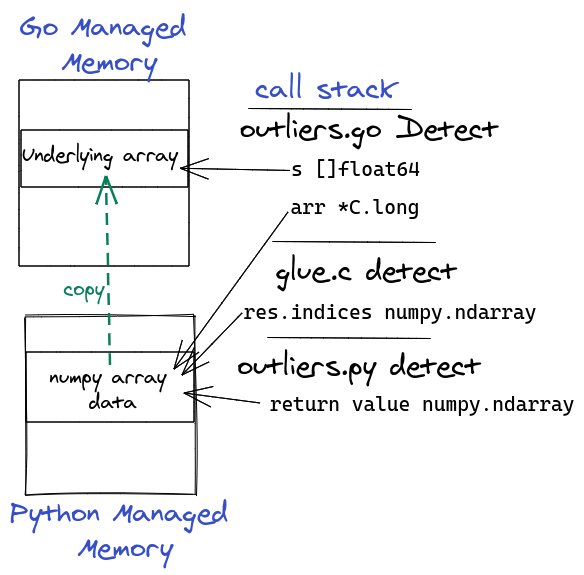 Go Managed
Memory
call stack
outliers.go Detect
Underlying array
s []float64
arr *C.long
glue.c detect
copy
res.indices numpy.ndarray
outliers.py detect
numpy array
data
return value numpy.ndarray
Python Managed
Memory